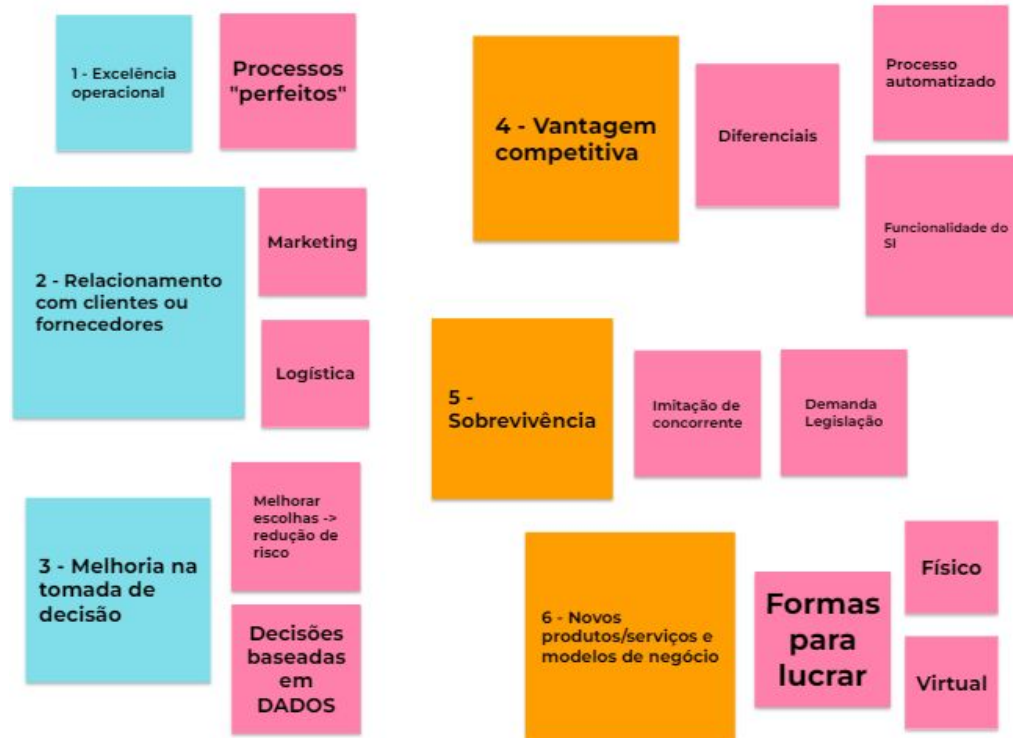 1 - Excelência
operacional
Processos
"perfeitos"
2 - Relacionamento
com clientes ou
fornecedores
Marketing
Logística
3 - Melhoria na
tomada de
decisão
Melhorar
escolhas ->
redução de
risco
Decisões
baseadas
em
DADOS
4 - Vantagem
competitiva
Diferenciais
Processo
automatizado
Funcionalidade do
SI
5 -
Sobrevivência
Imitação de
concorrente
Demanda
Legislação
6 - Novos
produtos/serviços e
modelos de negócio
Formas
para
lucrar
Físico
Virtual